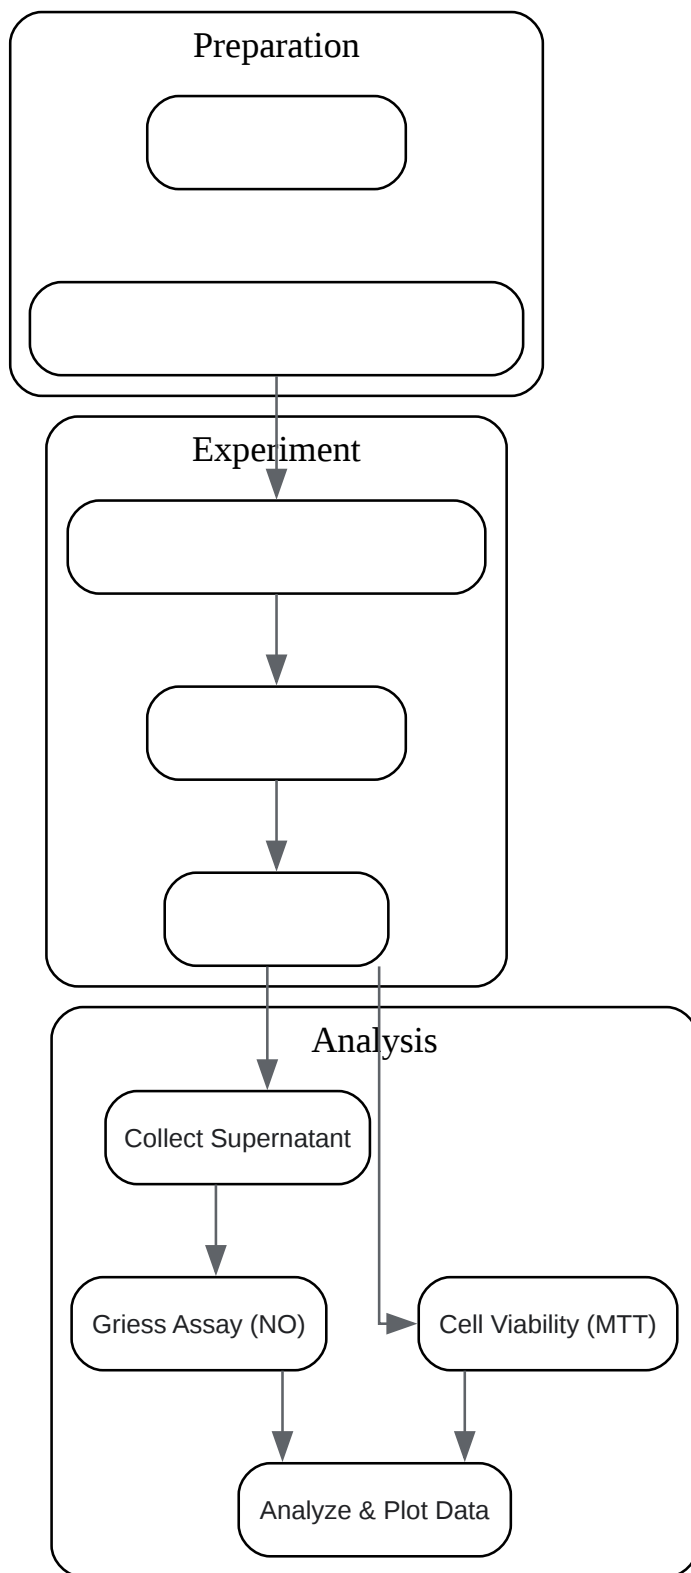 Preparation
Experiment
Analysis
Collect Supernatant
Griess Assay (NO)
Cell Viability (MTT)
Analyze & Plot Data